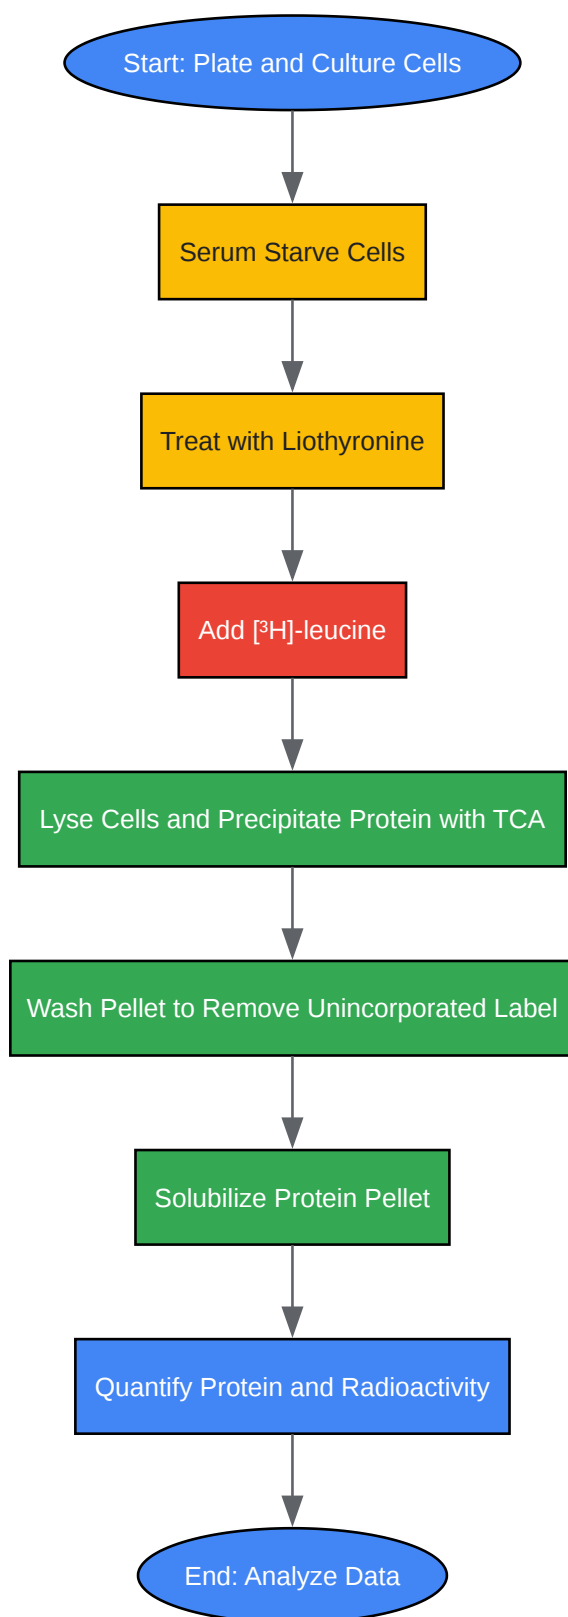 Start: Plate and Culture Cells
Serum Starve Cells
Treat with Liothyronine
Add [³H]-leucine
Lyse Cells and Precipitate Protein with TCA
Wash Pellet to Remove Unincorporated Label
Solubilize Protein Pellet
Quantify Protein and Radioactivity
End: Analyze Data